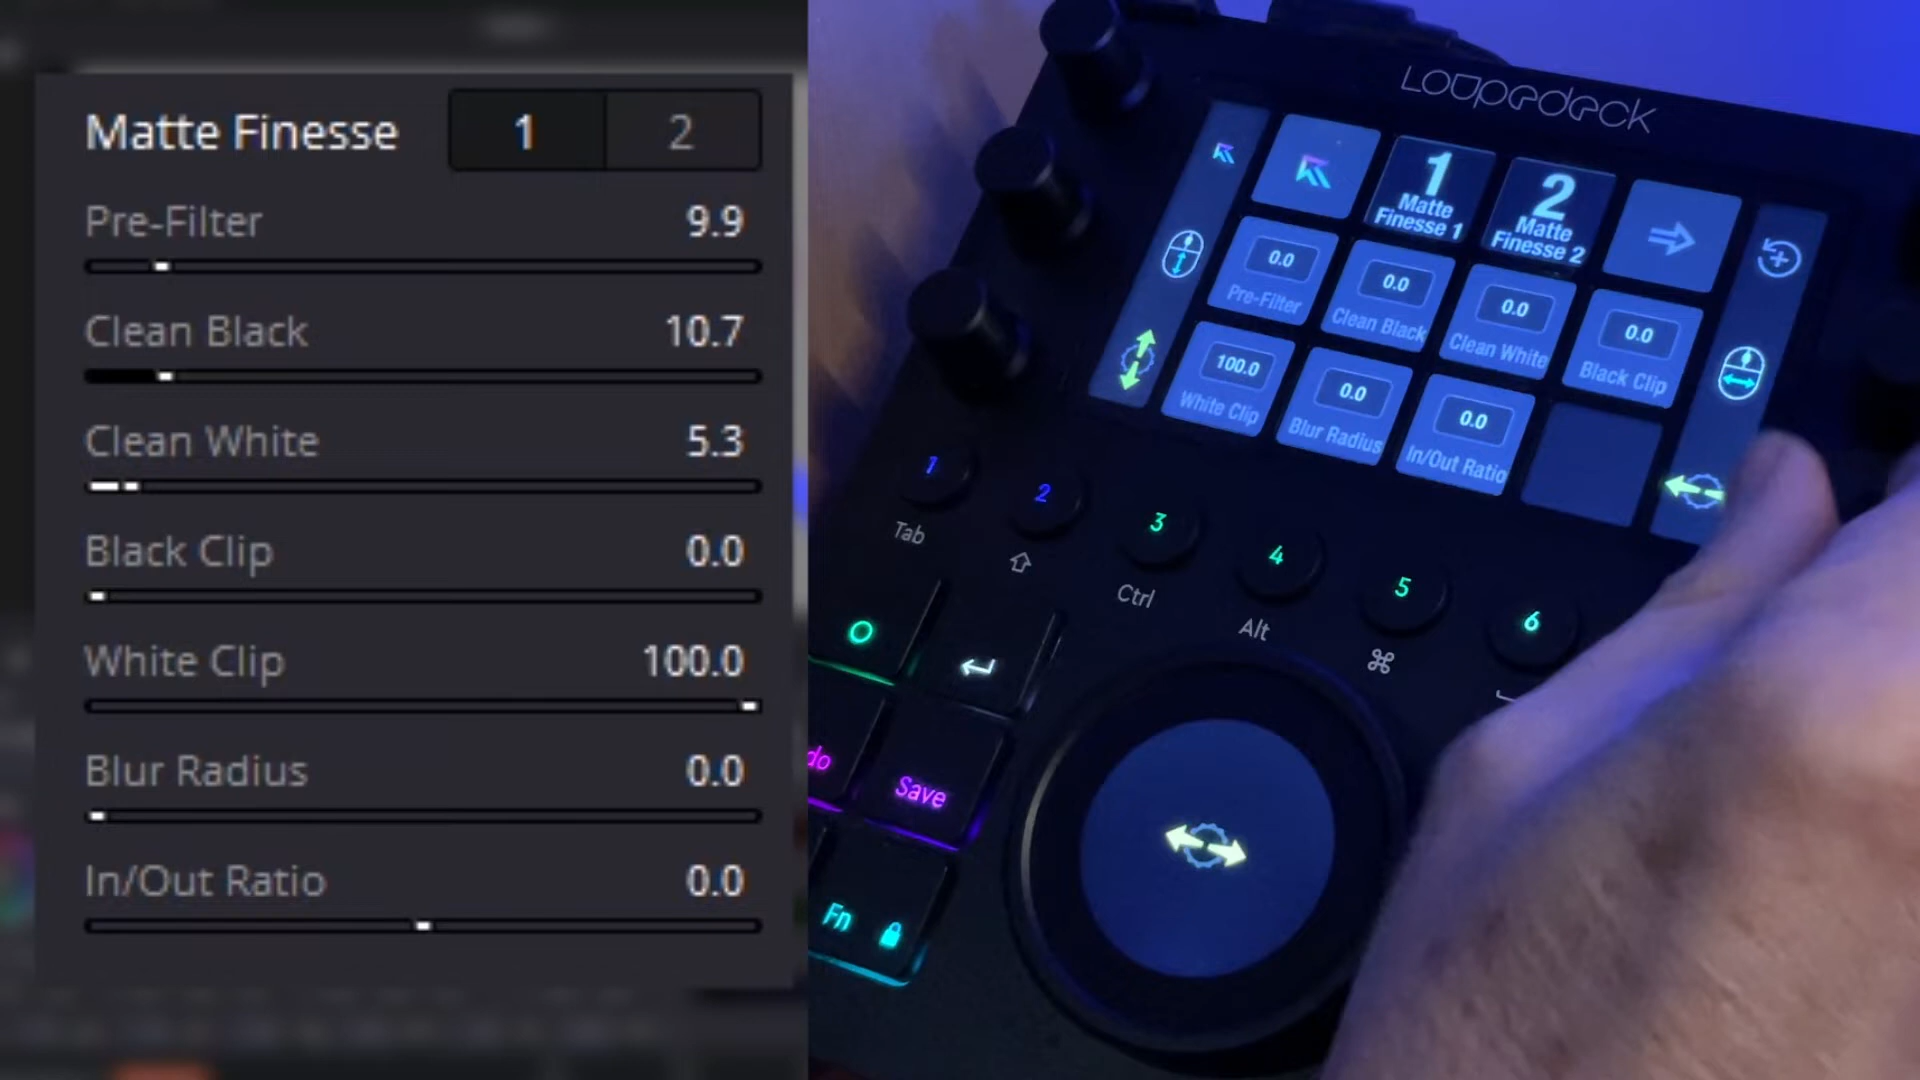 Matte Finesse 1 2
Pre-Filter 9.9
Clean Black 10.7
Clean White 5.3
Black Clip 0.0
White Clip 100.0
Blur Radius 0.0
In/Out Ratio 0.0
Loupedeck
1
Matte
Finesse 1
2
Matte
Finesse 2
0.0
Pre-Filter
0.0
Clean Black
0.0
Clean White
0.0
Black Clip
100.0
White Clip
0.0
Blur Radius
0.0
In/Out Ratio
1 2 3 4 5 6
Tab
Ctrl
Alt
⌘
O
do
Save
Fn